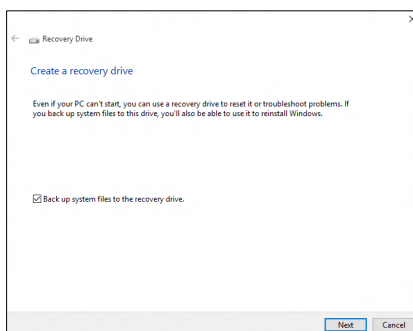 Recovery Drive
Create a recovery drive
Even if your PC can't start, you can use a recovery drive to reset it or troubleshoot problems. If
you back up system files to this drive, you'll also be able to use it to reinstall Windows.
Back up system files to the recovery drive.
Next Cancel